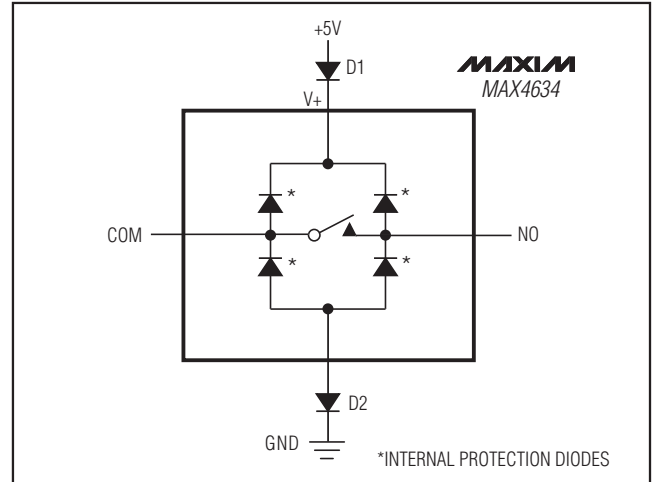 +5V
D1
MAXIM
MAX4634
V+
*
*
COM
NO
*
*
D2
GND
*INTERNAL PROTECTION DIODES